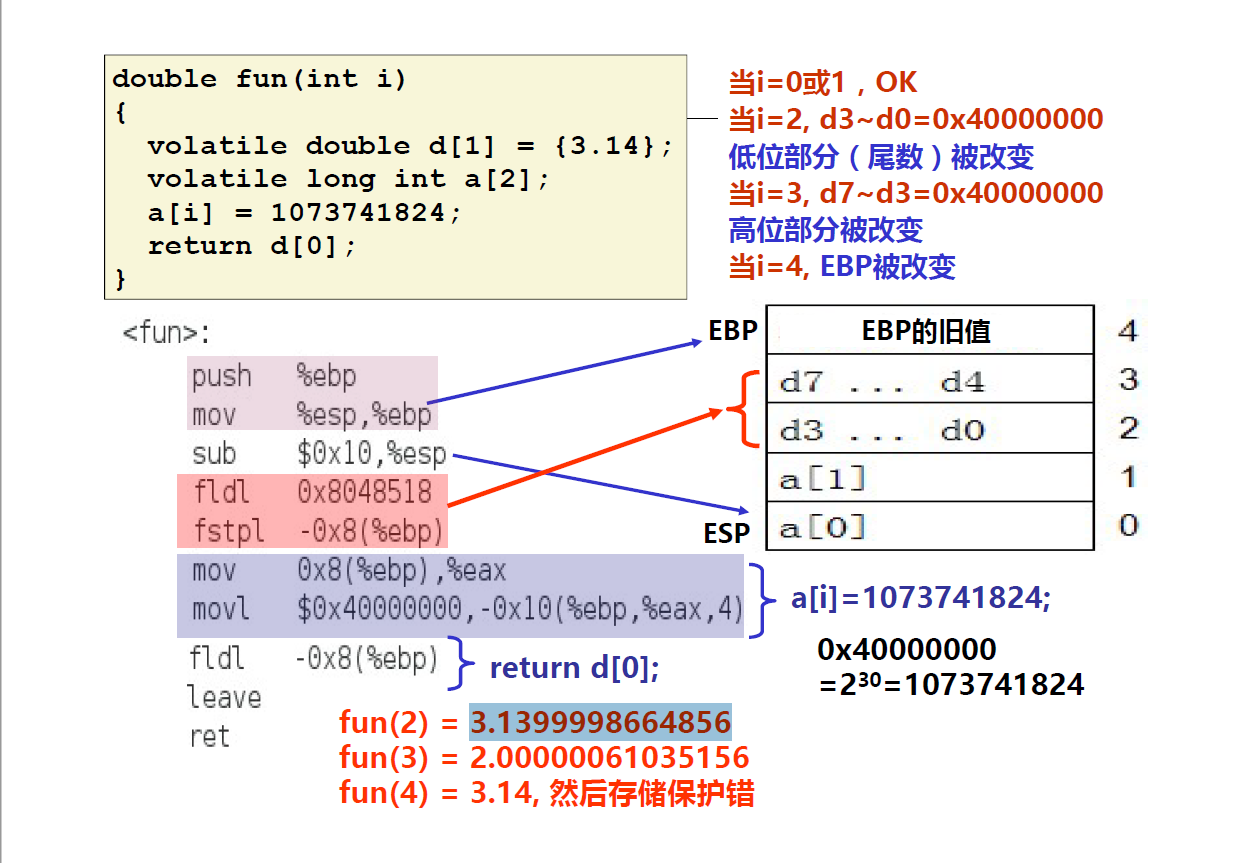 double fun(int i)
{
volatile double d[1] = {3.14};
volatile long int a[2];
a[i] = 1073741824;
return d[0];
}
当i=0或1，OK
当i=2, d3~d0=0x40000000
低位部分（尾数）被改变
当i=3, d7~d3=0x40000000
高位部分被改变
当i=4, EBP被改变
<fun>:
push %ebp
mov %esp,%ebp
sub $0x10,%esp
fldl 0x8048518
fstpl -0x8(%ebp)
mov 0x8(%ebp),%eax
movl $0x40000000,-0x10(%ebp,%eax,4)
fldl -0x8(%ebp)
leave
ret
EBP EBP的旧值 4
d7 ... d4 3
d3 ... d0 2
a[1] 1
ESP a[0] 0
a[i]=1073741824;
0x40000000
=2³⁰=1073741824
return d[0];
fun(2) = 3.1399998664856
fun(3) = 2.00000061035156
fun(4) = 3.14, 然后存储保护错